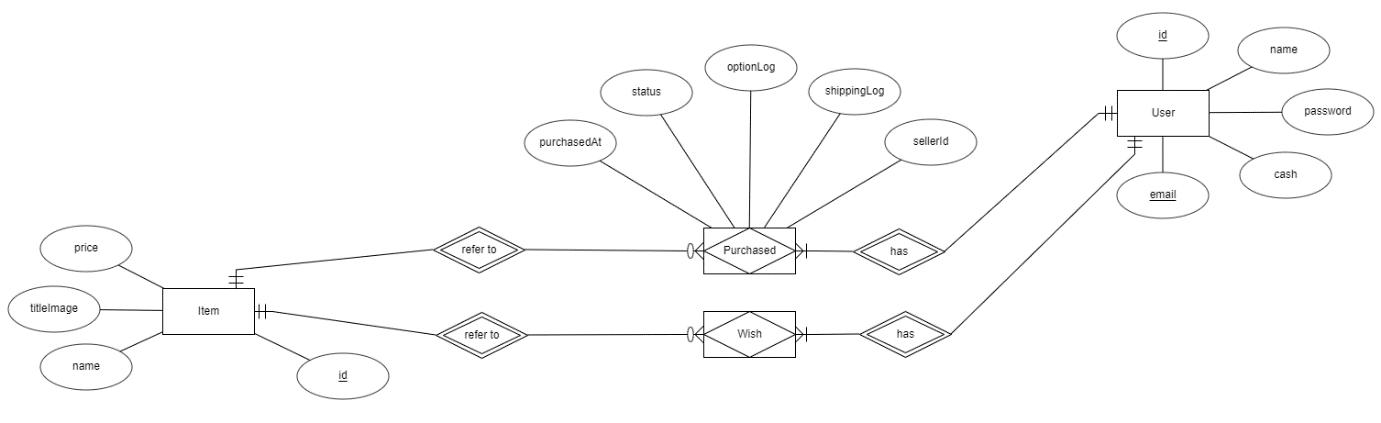 id
name
optionLog
status
shippingLog
User
password
purchasedAt
sellerId
cash
email
price
refer to
Purchased
has
titleImage
Item
refer to
Wish
has
name
id